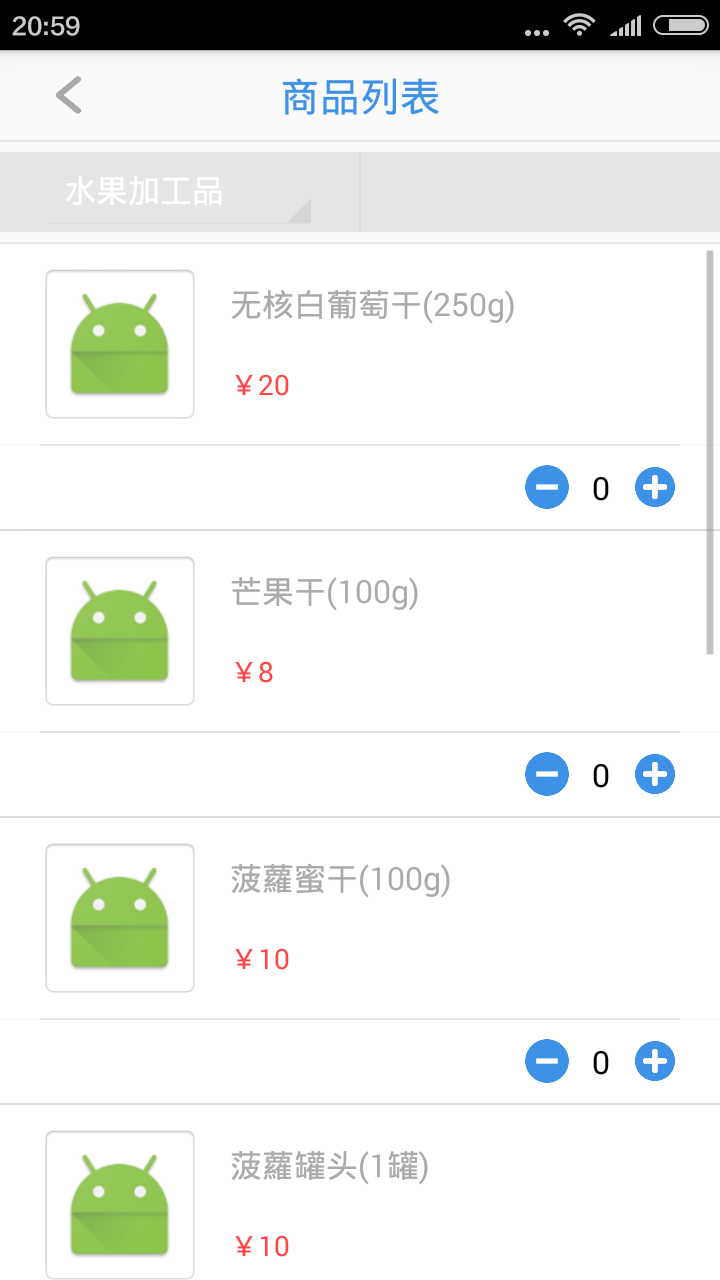 20:59
商品列表
水果加工品
无核白葡萄干(250g)
￥20
0
芒果干(100g)
￥8
0
菠蘿蜜干(100g)
￥10
0
菠蘿罐头(1罐)
￥10